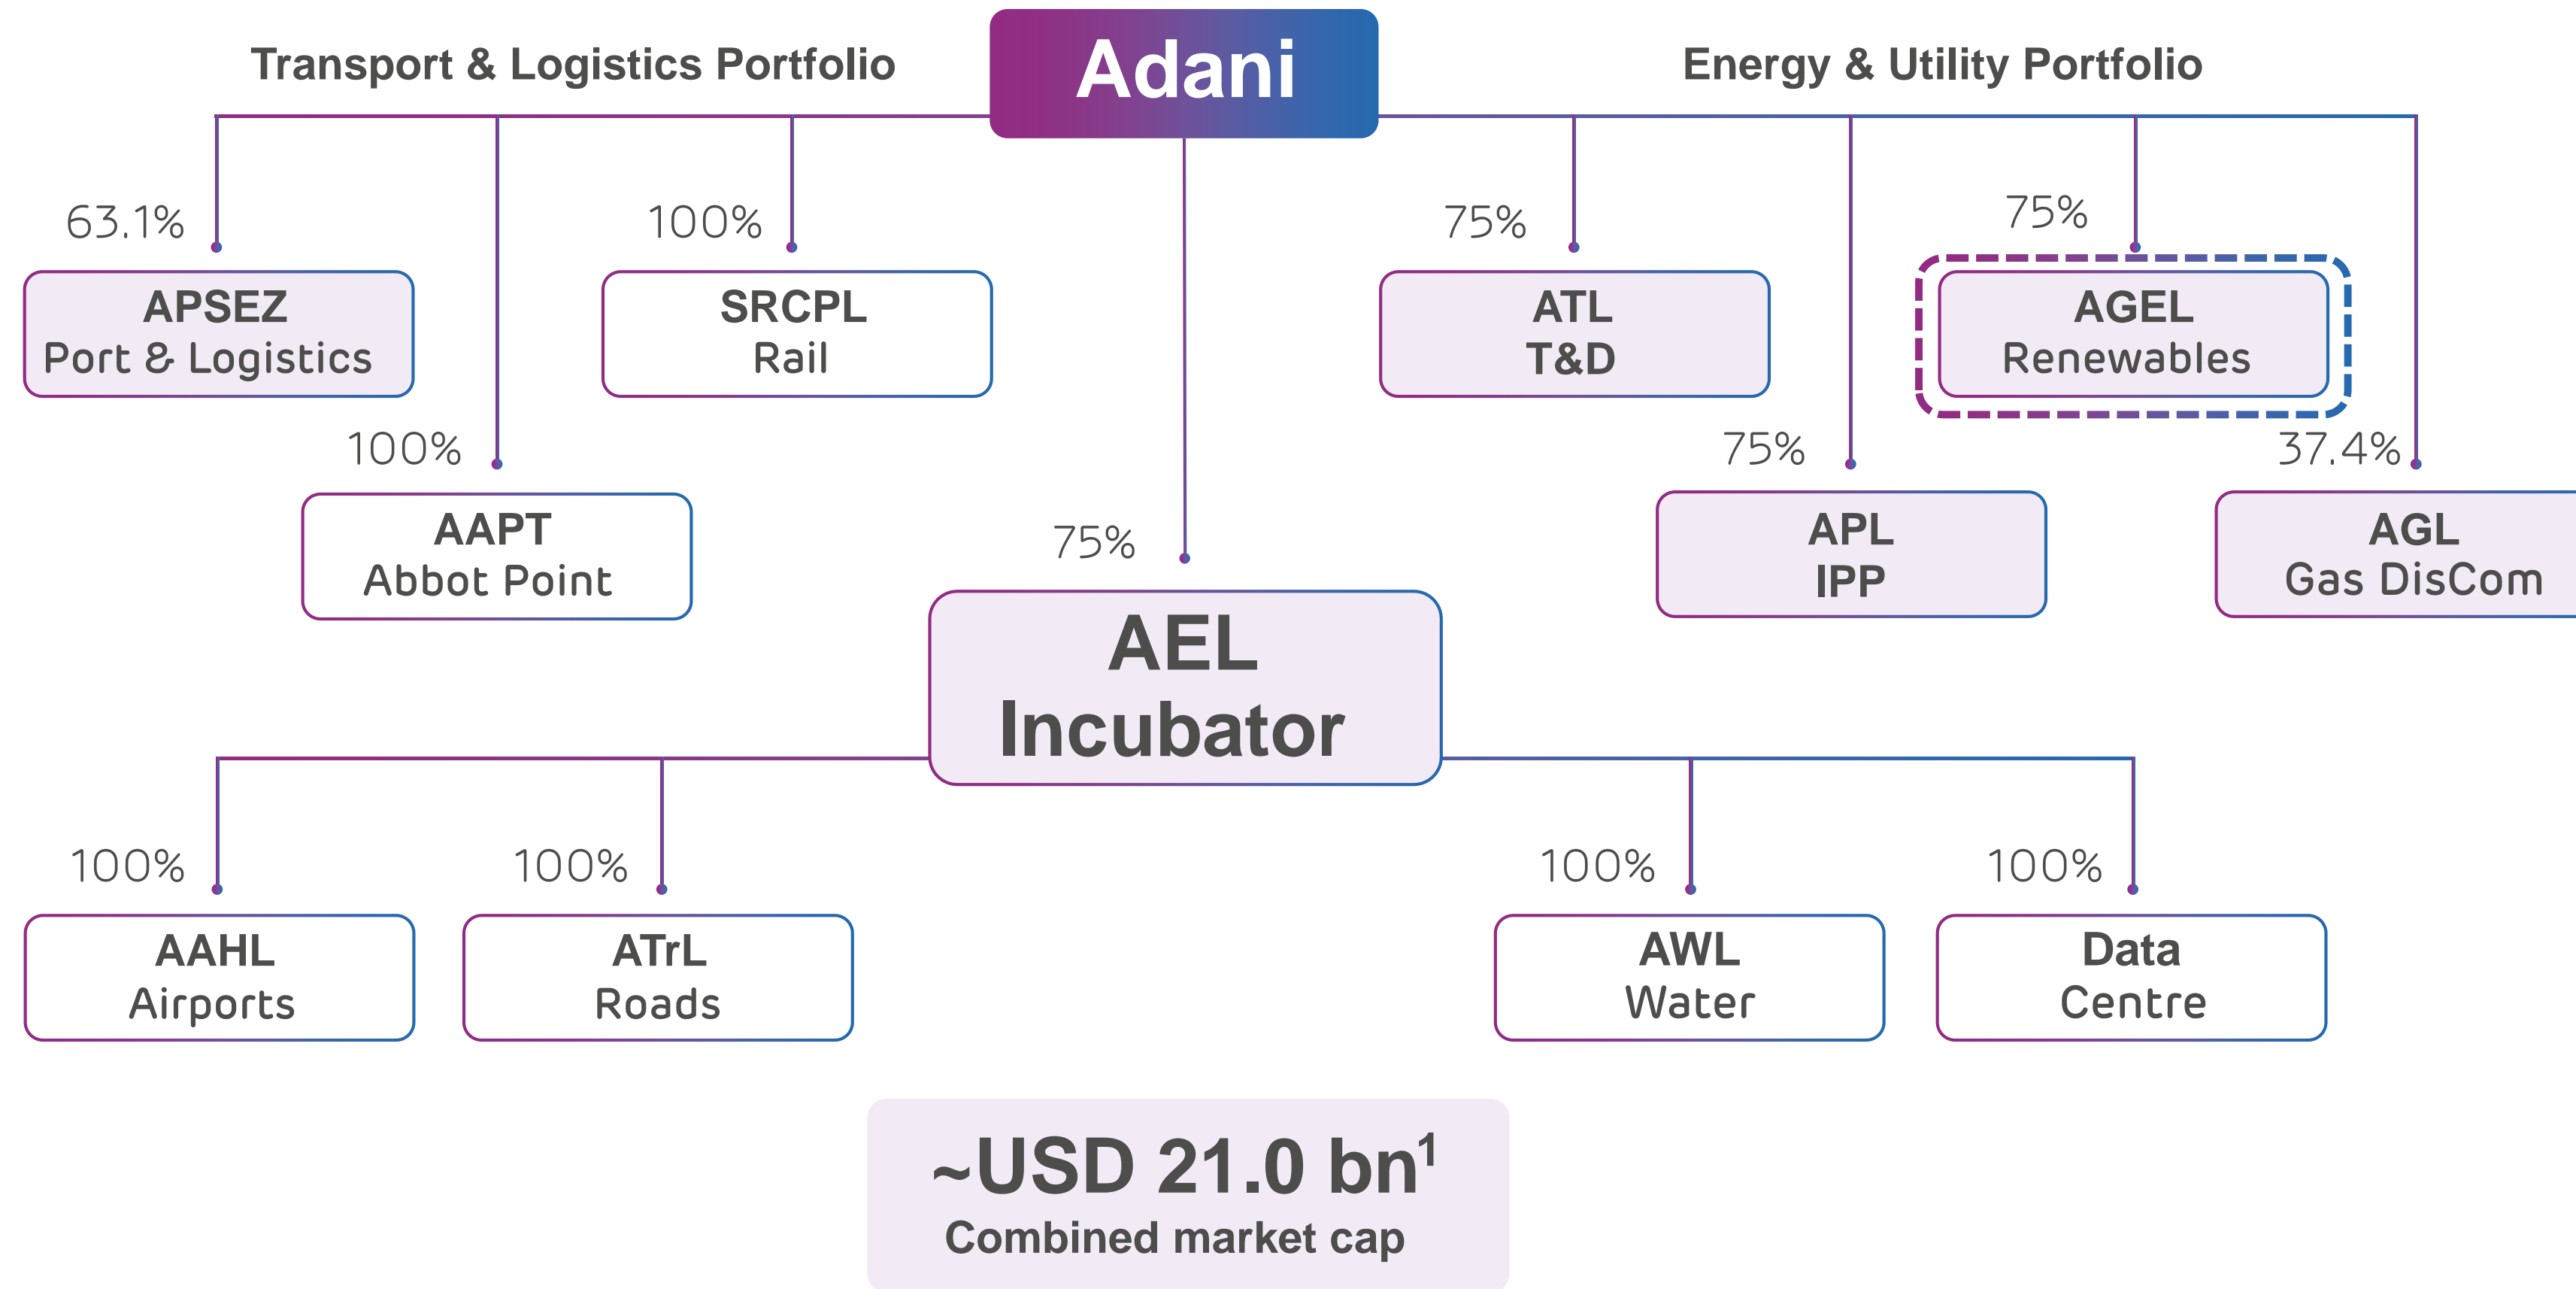 Transport & Logistics Portfolio
Adani
Energy & Utility Portfolio
63.1%
APSEZ
Port & Logistics
100%
AAPT
Abbot Point
100%
SRCPL
Rail
75%
ATL
T&D
75%
APL
IPP
75%
AGEL
Renewables
37.4%
AGL
Gas DisCom
75%
AEL
Incubator
100%
AAHL
Airports
100%
ATrL
Roads
100%
AWL
Water
100%
Data
Centre
~USD 21.0 bn¹
Combined market cap